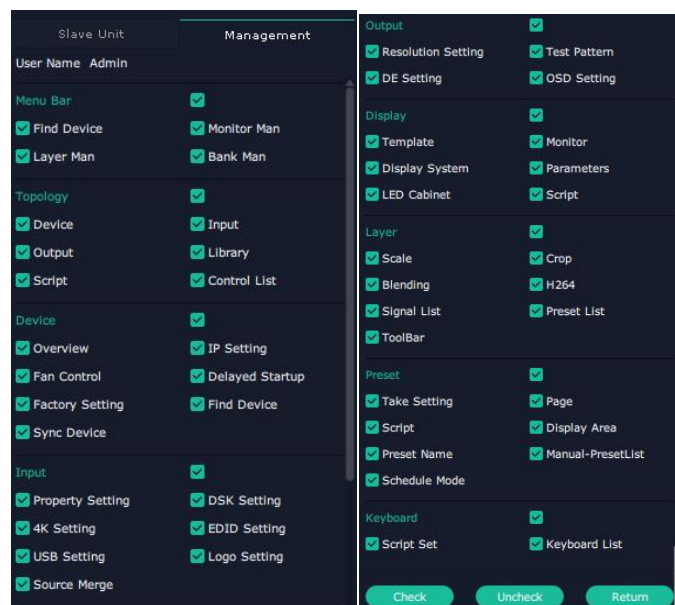 Slave Unit Management
User Name Admin
Menu Bar
Find Device Monitor Man
Layer Man Bank Man
Topology
Device Input
Output Library
Script Control List
Device
Overview IP Setting
Fan Control Delayed Startup
Factory Setting Find Device
Sync Device
Input
Property Setting DSK Setting
4K Setting EDID Setting
USB Setting Logo Setting
Source Merge
Output
Resolution Setting Test Pattern
DE Setting OSD Setting
Display
Template Monitor
Display System Parameters
LED Cabinet Script
Layer
Scale Crop
Blending H264
Signal List Preset List
ToolBar
Preset
Take Setting Page
Script Display Area
Preset Name Manual-PresetList
Schedule Mode
Keyboard
Script Set Keyboard List
Check Uncheck Return